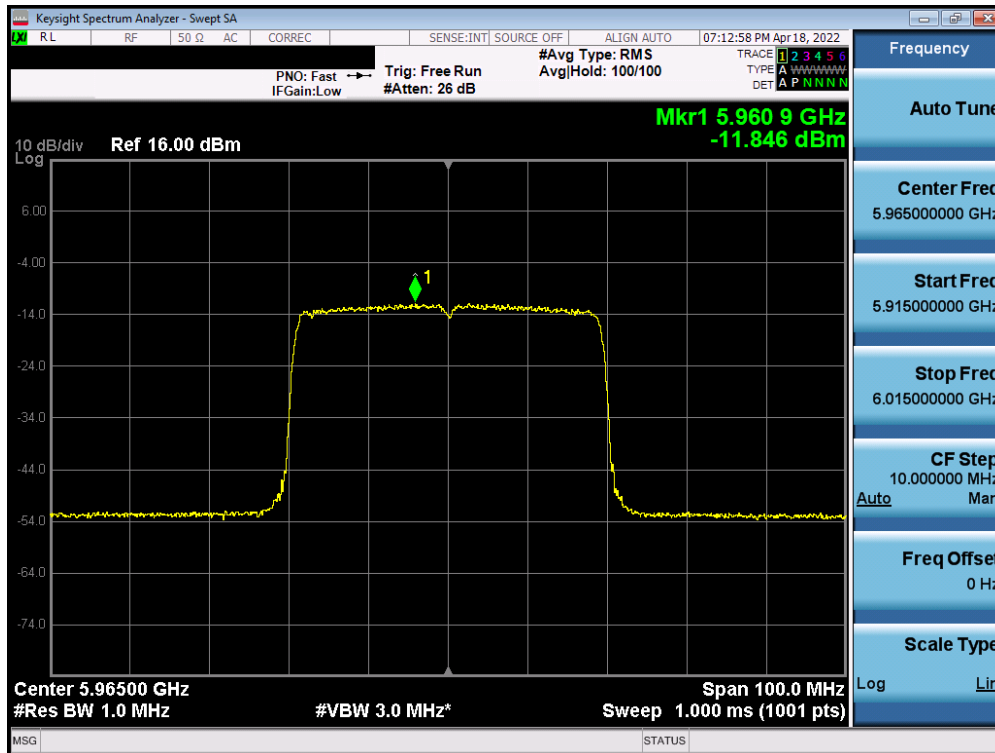 Keysight Spectrum Analyzer - Swept SA
LXI RL RF 50 Ω AC CORREC SENSE:INT SOURCE OFF ALIGN AUTO 07:12:58 PM Apr 18, 2022
PNO: Fast
IFGain:Low
Trig: Free Run
#Atten: 26 dB
#Avg Type: RMS
Avg|Hold: 100/100
TRACE 1 2 3 4 5 6
TYPE A WWWWW
DET A P N N N N
Mkr1 5.960 9 GHz
-11.846 dBm
10 dB/div Ref 16.00 dBm
Log
6.00
-4.00
1
-14.0
-24.0
-34.0
-44.0
-54.0
-64.0
-74.0
Center 5.96500 GHz Span 100.0 MHz
#Res BW 1.0 MHz #VBW 3.0 MHz* Sweep 1.000 ms (1001 pts)
MSG STATUS
Frequency
Auto Tune
Center Freq
5.965000000 GHz
Start Freq
5.915000000 GHz
Stop Freq
6.015000000 GHz
CF Step
10.000000 MHz
Auto Man
Freq Offset
0 Hz
Scale Type
Log Lin